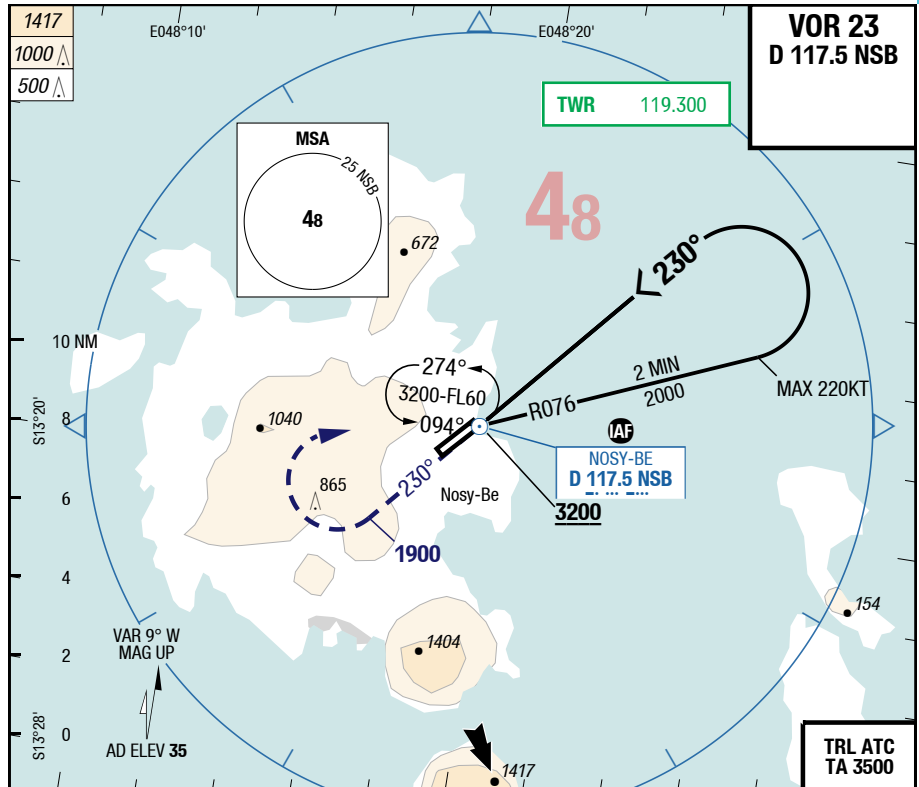 1417
1000
500
E048°10'
E048°20'
VOR 23
D 117.5 NSB
TWR 119.300
MSA
25 NSB
48
48
672
230°
10 NM
274°
3200-FL60
094°
R076
2 MIN
2000
MAX 220KT
S13°20'
8
1040
IAF
NOSY-BE
D 117.5 NSB
6
865
230°
Nosy-Be
3200
1900
4
154
VAR 9° W
MAG UP
2
1404
S13°28'
0
AD ELEV 35
1417
TRL ATC
TA 3500